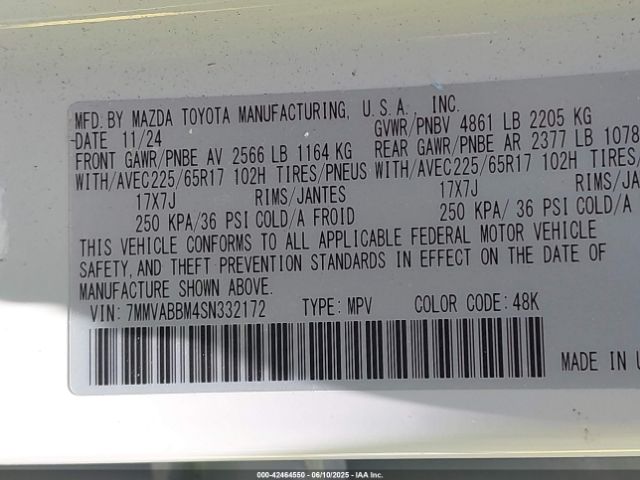 MFD. BY MAZDA TOYOTA MANUFACTURING, U.S.A. INC.
DATE 11/24 GVWR/PNBV 4861 LB 2205 KG
FRONT GAWR/PNBE AV 2566 LB 1164 KG REAR GAWR/PNBE AR 2377 LB 1078
WITH/AVEC225/65R17 102H TIRES/PNEUS WITH/AVEC225/65R17 102H TIRES/
17X7J RIMS/JANTES 17X7J RIMS/JANT
250 KPA/36 PSI COLD/A FROID 250 KPA/ 36 PSI COLD/A
THIS VEHICLE CONFORMS TO ALL APPLICABLE FEDERAL MOTOR VEHICLE
SAFETY, AND THEFT PREVENTION STANDARDS IN EFFECT ON THE DATE OF
MANUFACTURE SHOWN ABOVE.
VIN: 7MMVABBM4SN332172 TYPE: MPV COLOR CODE: 48K
MADE IN U
000-42464550 - 06/10/2025 - IAA Inc.